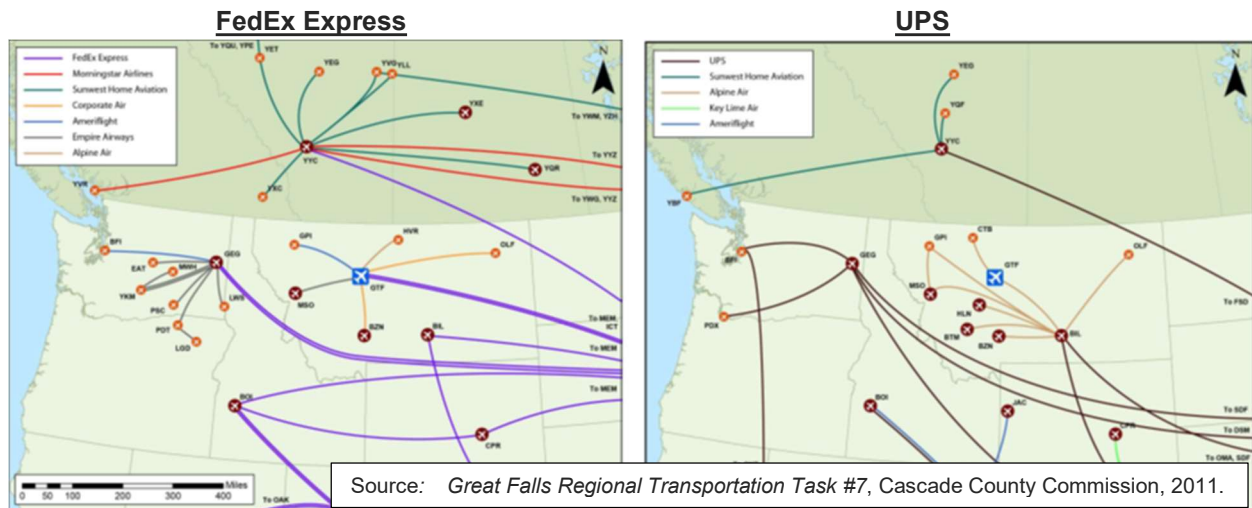 FedEx Express
UPS
FedEx Express
Morningstar Airlines
Sunwest Home Aviation
Corporate Air
Ameriflight
Empire Airways
Alpine Air
To YQU, YPE
YET
YEG
YVG
YLL
N
YXE
To YWM, YZH
YYC
To YYZ
YQR
YVR
YXC
To YWG, YYZ
BFI
GEG
EAT
MWH
YKM
PSC
LWS
PDT
LGD
GPI
HVR
OLF
GTF
MSO
BZN
BIL
To MEM,
ICT
To MEM
To MEM
BOI
CPR
0 50 100 200 300 400
Miles
To OAK
UPS
Sunwest Home Aviation
Alpine Air
Key Lime Air
Ameriflight
N
YEG
YQF
YYC
YBF
BFI
GEG
PDX
GPI
CTB
OLF
GTF
MSO
HLN
BTM
BZN
BIL
To FSD
BOI
JAC
CPR
To SDF
To DSM
To OMA, SDF
Source: Great Falls Regional Transportation Task #7, Cascade County Commission, 2011.